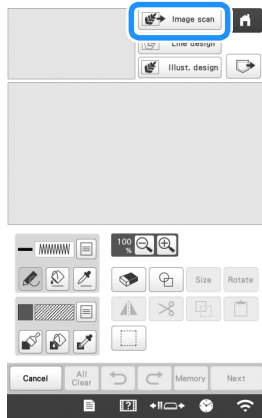 Image scan
Line design
Illust. design
100 %
Size
Rotate
Cancel
All Clear
Memory
Next